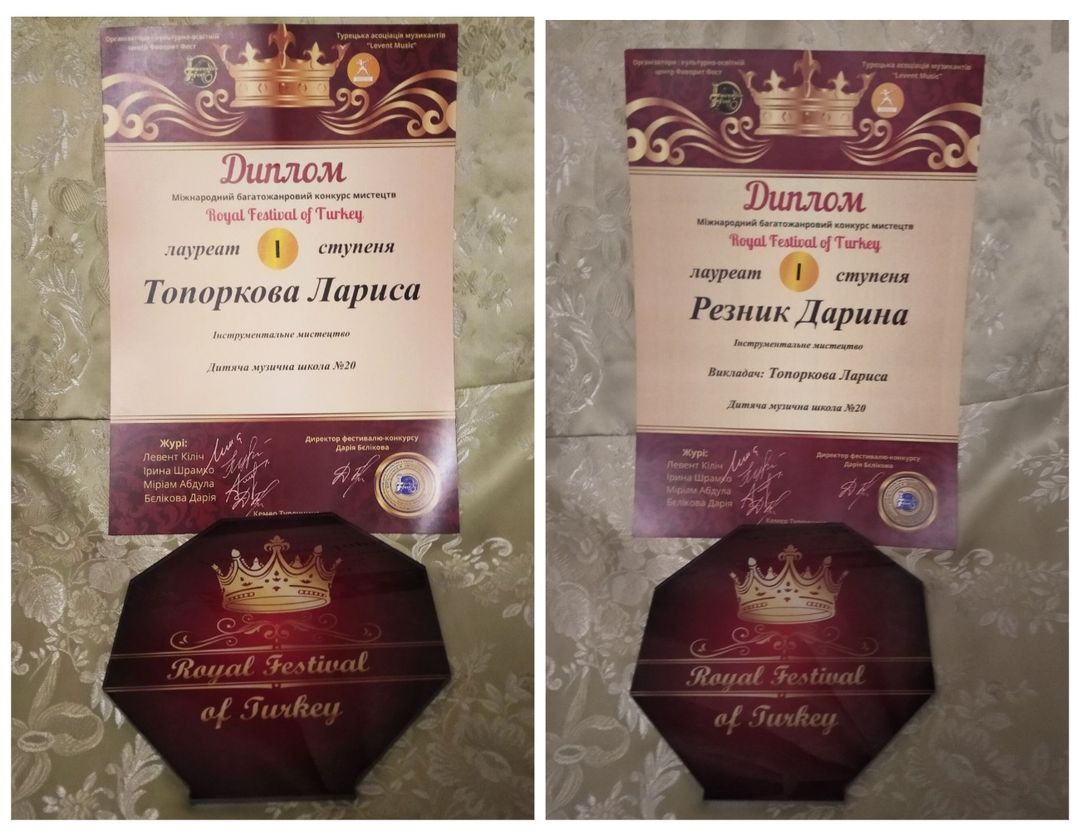 Організатори : культурно-освітній
центр Фаворит Фест
Турецька асоціація музикантів
"Levent Music"
Диплом
Міжнародний багатожанровий конкурс мистецтв
Royal Festival of Turkey
лауреат I ступеня
Топоркова Лариса
Інструментальне мистецтво
Дитяча музична школа №20
Журі:
Левент Кіліч
Ірина Шрамко
Міріам Абдула
Бєлікова Дарія
Директор фестивалю-конкурсу
Дарія Бєлікова
Royal Festival
of Turkey
Організатори : культурно-освітній
центр Фаворит Фест
Турецька асоціація музикантів
"Levent Music"
Диплом
Міжнародний багатожанровий конкурс мистецтв
Royal Festival of Turkey
лауреат I ступеня
Резник Дарина
Інструментальне мистецтво
Викладач: Топоркова Лариса
Дитяча музична школа №20
Журі:
Левент Кіліч
Ірина Шрамко
Міріам Абдула
Бєлікова Дарія
Директор фестивалю-конкурсу
Дарія Бєлікова
Royal Festival
of Turkey